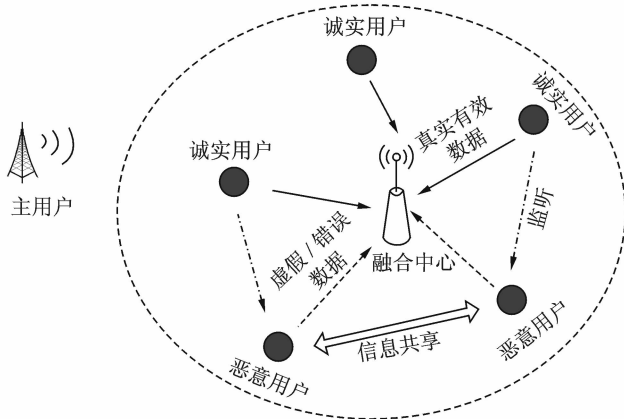 诚实用户
诚实用户
真实有效
数据
诚实用户
主用户
监听
虚假/错误
数据
融合中心
恶意用户
信息共享
恶意用户